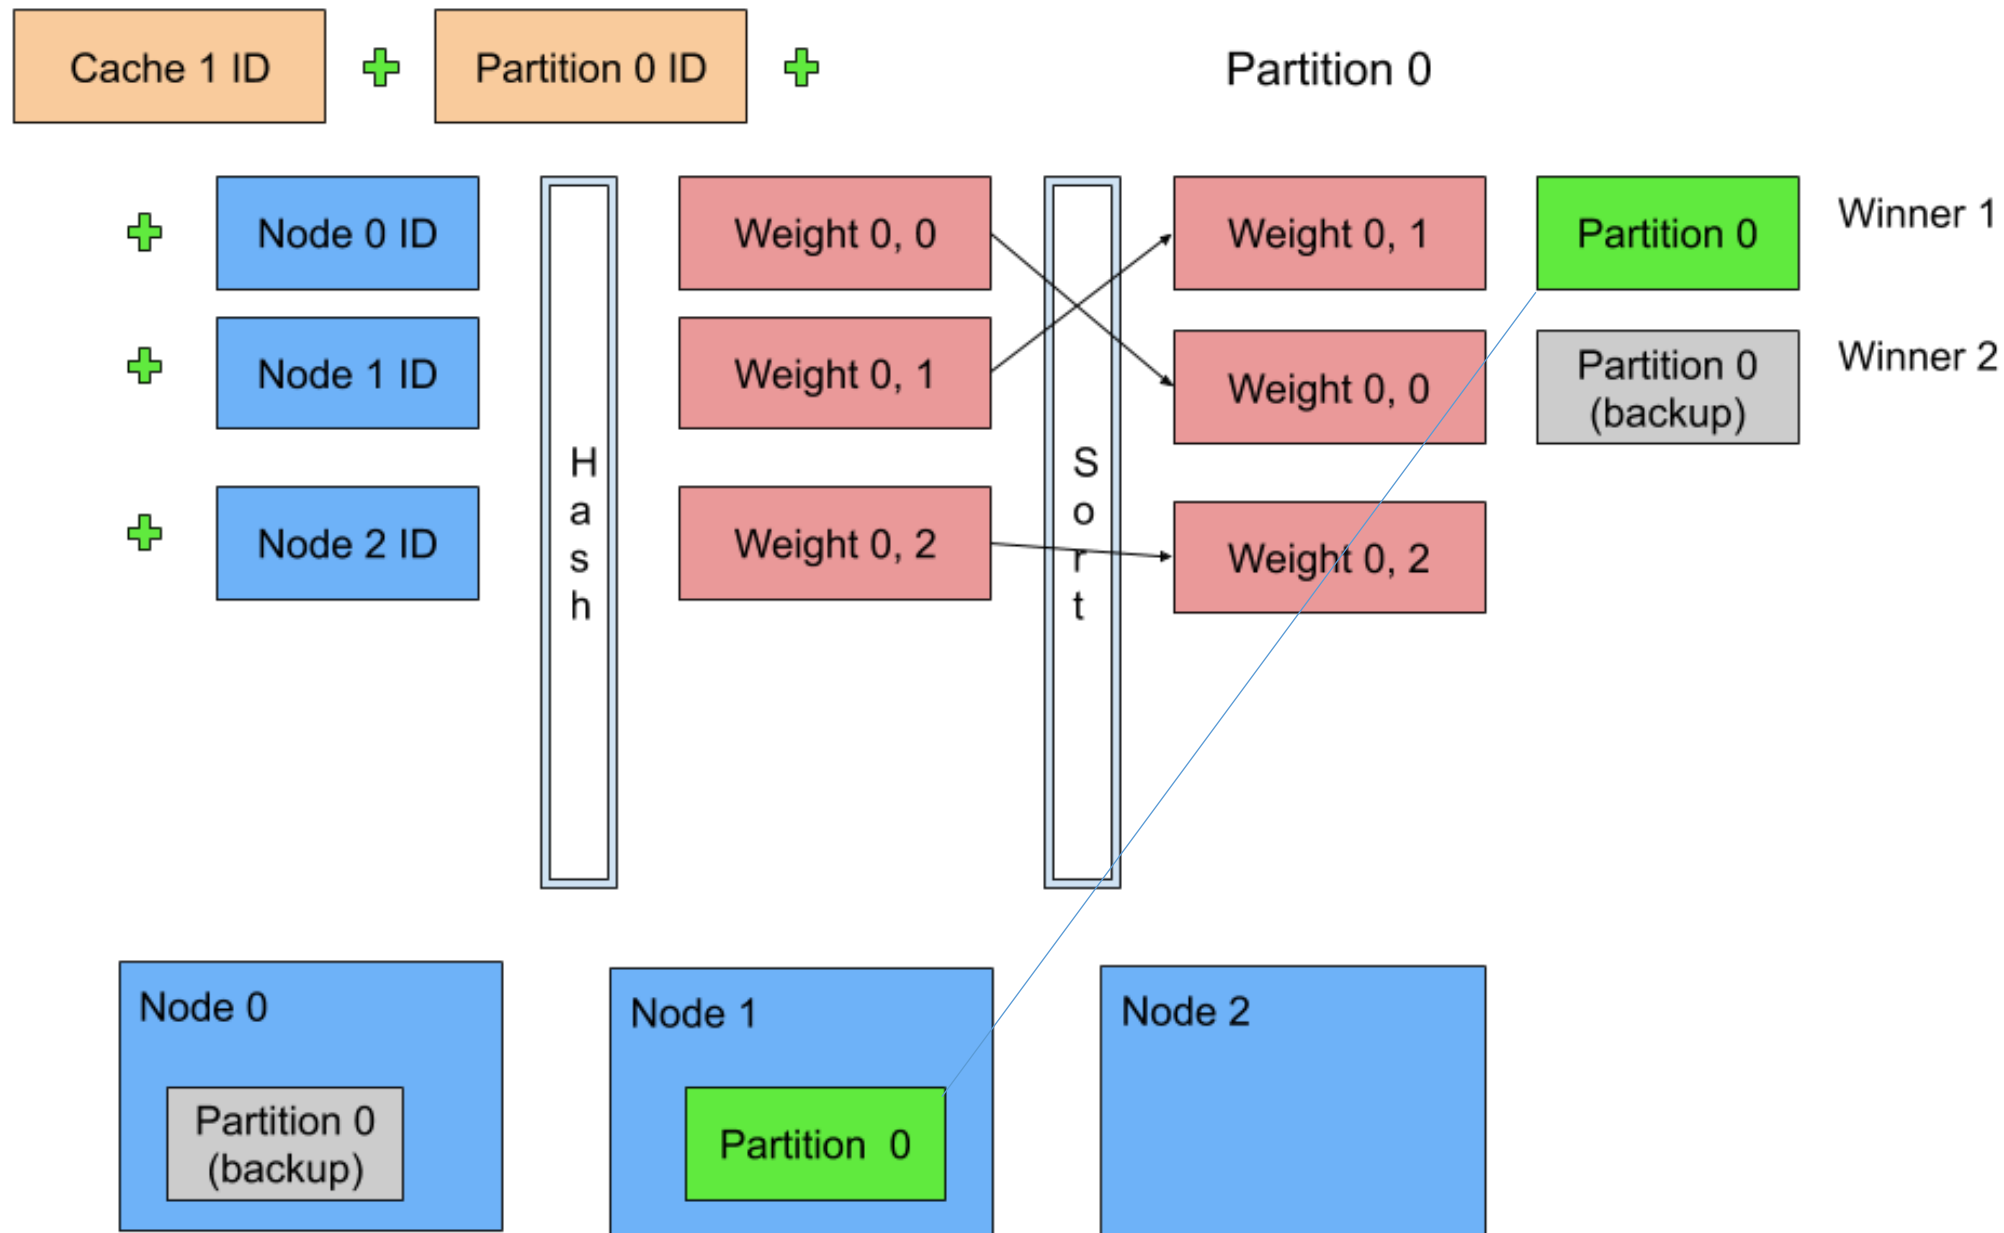 Cache 1 ID
Partition 0 ID
Partition 0
Node 0 ID
Weight 0, 0
Weight 0, 1
Partition 0
Winner 1
Node 1 ID
Weight 0, 1
Weight 0, 0
Partition 0
(backup)
Winner 2
Hash
Sort
Node 2 ID
Weight 0, 2
Weight 0, 2
Node 0
Partition 0
(backup)
Node 1
Partition 0
Node 2